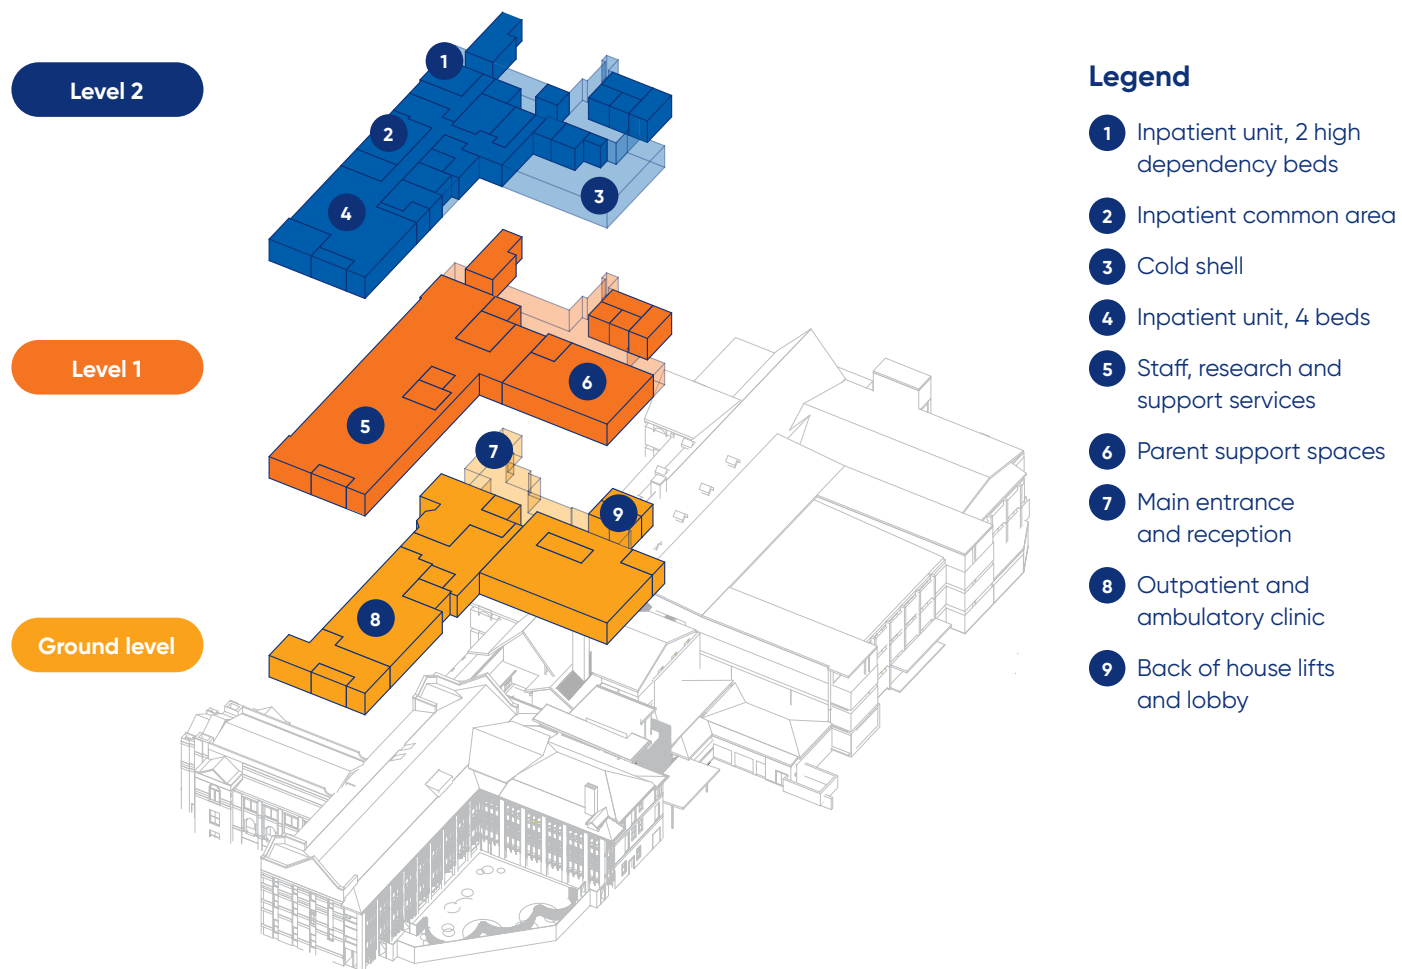 Level 2
1
2
3
4
Level 1
5
6
Ground level
7
8
9
Legend
1 Inpatient unit, 2 high
dependency beds
2 Inpatient common area
3 Cold shell
4 Inpatient unit, 4 beds
5 Staff, research and
support services
6 Parent support spaces
7 Main entrance
and reception
8 Outpatient and
ambulatory clinic
9 Back of house lifts
and lobby